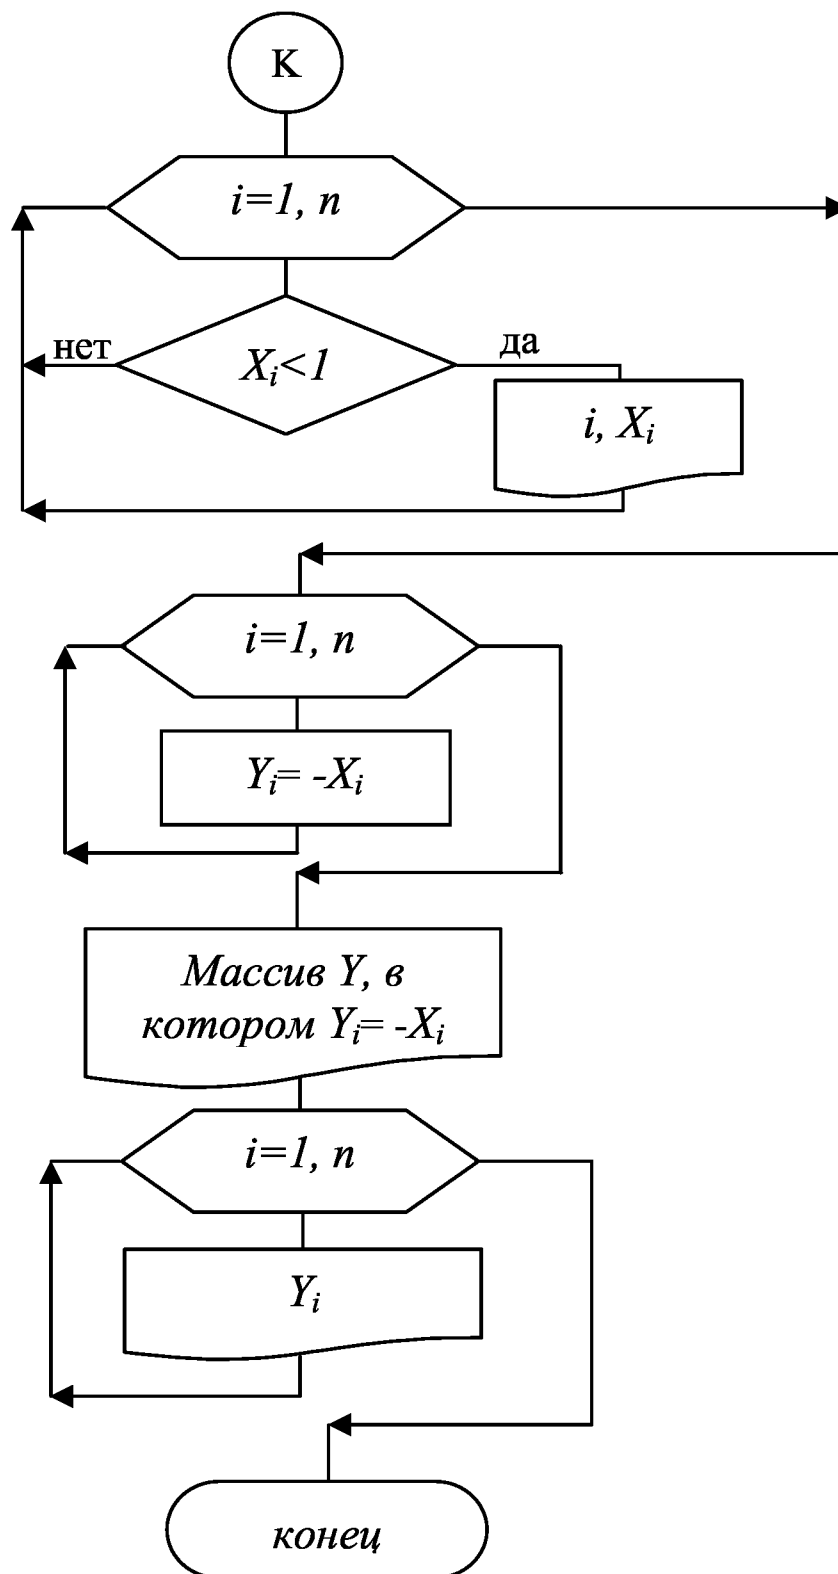 К
i=1, n
нет
X_i<1
да
i, X_i
i=1, n
Y_i= -X_i
Массив Y, в
котором Y_i= -X_i
i=1, n
Y_i
конец